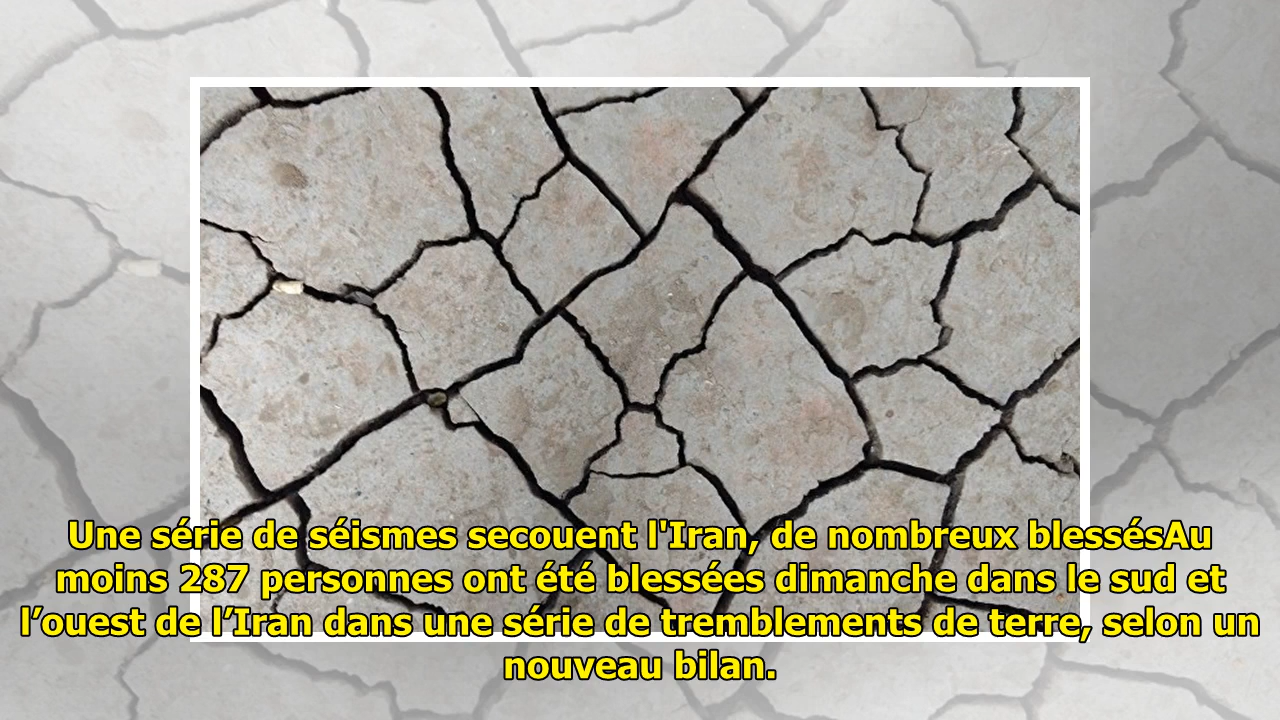 Une série de séismes secouent l'Iran, de nombreux blessésAu
moins 287 personnes ont été blessées dimanche dans le sud et
l’ouest de l’Iran dans une série de tremblements de terre, selon un
nouveau bilan.